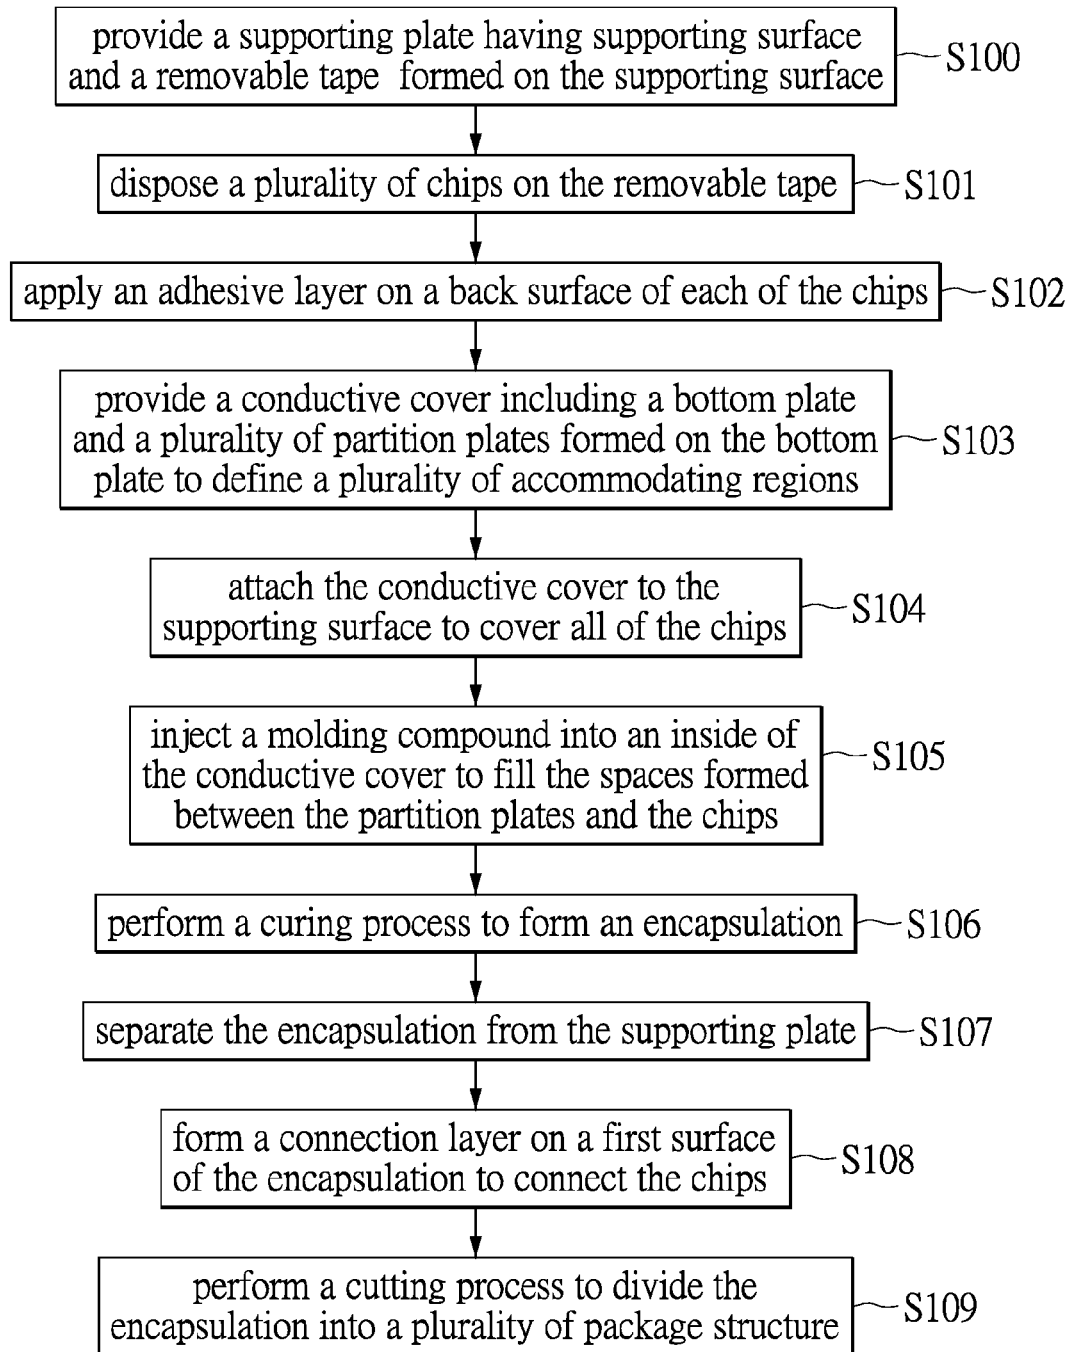 provide a supporting plate having supporting surface
and a removable tape formed on the supporting surface
S100
dispose a plurality of chips on the removable tape
S101
apply an adhesive layer on a back surface of each of the chips
S102
provide a conductive cover including a bottom plate
and a plurality of partition plates formed on the bottom
plate to define a plurality of accommodating regions
S103
attach the conductive cover to the
supporting surface to cover all of the chips
S104
inject a molding compound into an inside of
the conductive cover to fill the spaces formed
between the partition plates and the chips
S105
perform a curing process to form an encapsulation
S106
separate the encapsulation from the supporting plate
S107
form a connection layer on a first surface
of the encapsulation to connect the chips
S108
perform a cutting process to divide the
encapsulation into a plurality of package structure
S109